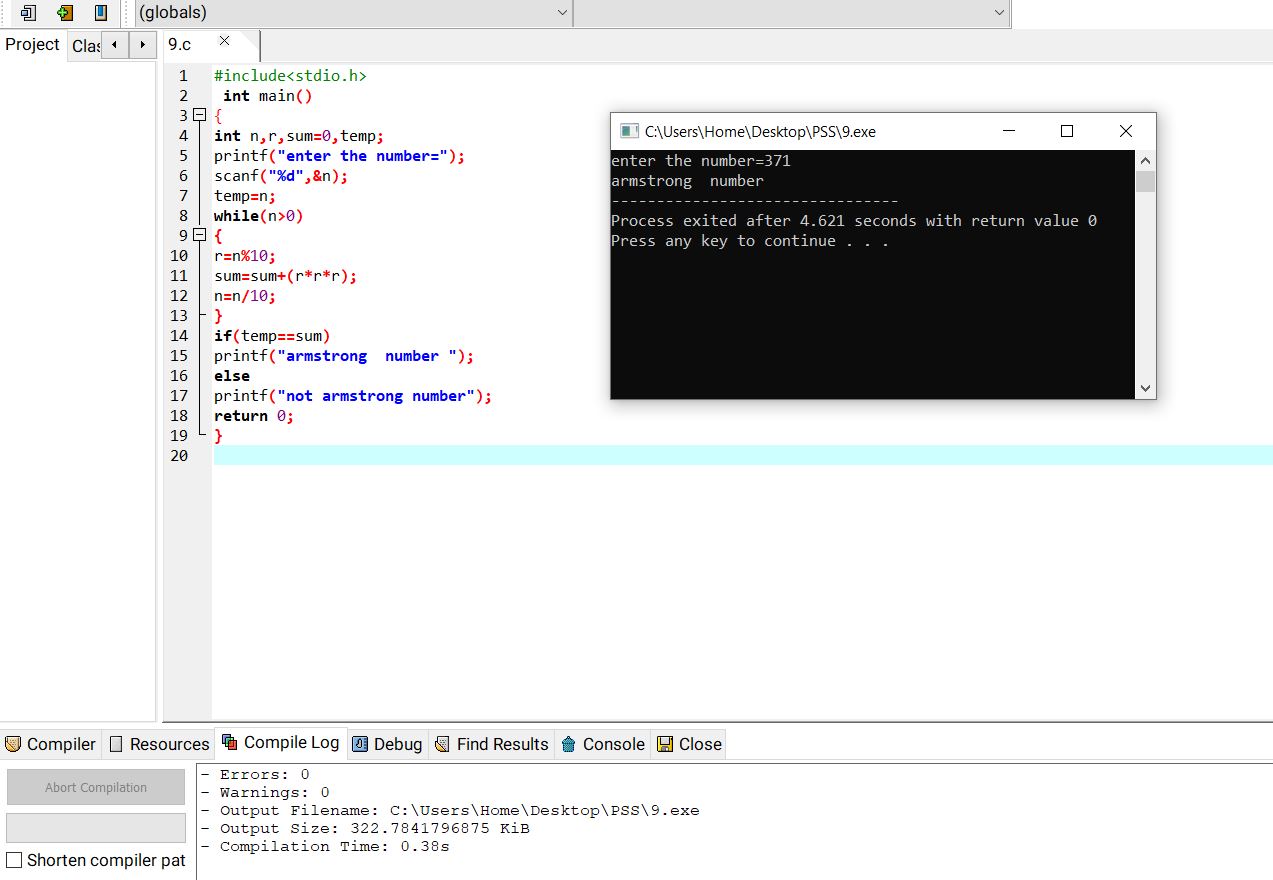 (globals)
Project Clas
9.c
1 #include<stdio.h>
2 int main()
3 {
4 int n,r,sum=0,temp;
5 printf("enter the number=");
6 scanf("%d",&n);
7 temp=n;
8 while(n>0)
9 {
10 r=n%10;
11 sum=sum+(r*r*r);
12 n=n/10;
13 }
14 if(temp==sum)
15 printf("armstrong  number ");
16 else
17 printf("not armstrong number");
18 return 0;
19 }
20
C:\Users\Home\Desktop\PSS\9.exe
enter the number=371
armstrong  number
--------------------------------
Process exited after 4.621 seconds with return value 0
Press any key to continue . . .
Compiler Resources Compile Log Debug Find Results Console Close
Abort Compilation
Shorten compiler pat
- Errors: 0
- Warnings: 0
- Output Filename: C:\Users\Home\Desktop\PSS\9.exe
- Output Size: 322.7841796875 KiB
- Compilation Time: 0.38s